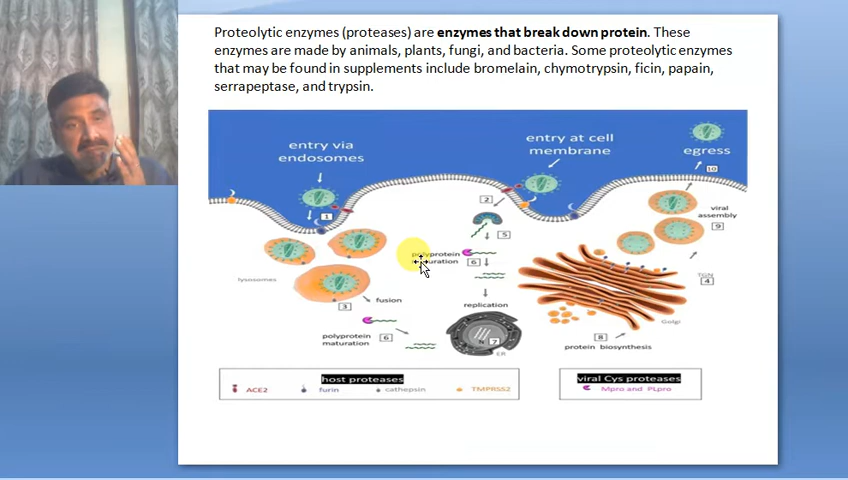 Proteolytic enzymes (proteases) are enzymes that break down protein. These
enzymes are made by animals, plants, fungi, and bacteria. Some proteolytic enzymes
that may be found in supplements include bromelain, chymotrypsin, ficin, papain,
serrapeptase, and trypsin.
entry via
endosomes
entry at cell
membrane
egress
10
1
2
viral
assembly
9
5
polyprotein
maturation
6
lysosomes
TGN
4
3
fusion
replication
Golgi
polyprotein
maturation
6
N
7
ER
8
protein biosynthesis
host proteases
ACE2
furin
cathepsin
TMPRSS2
viral Cys proteases
Mpro and PLpro